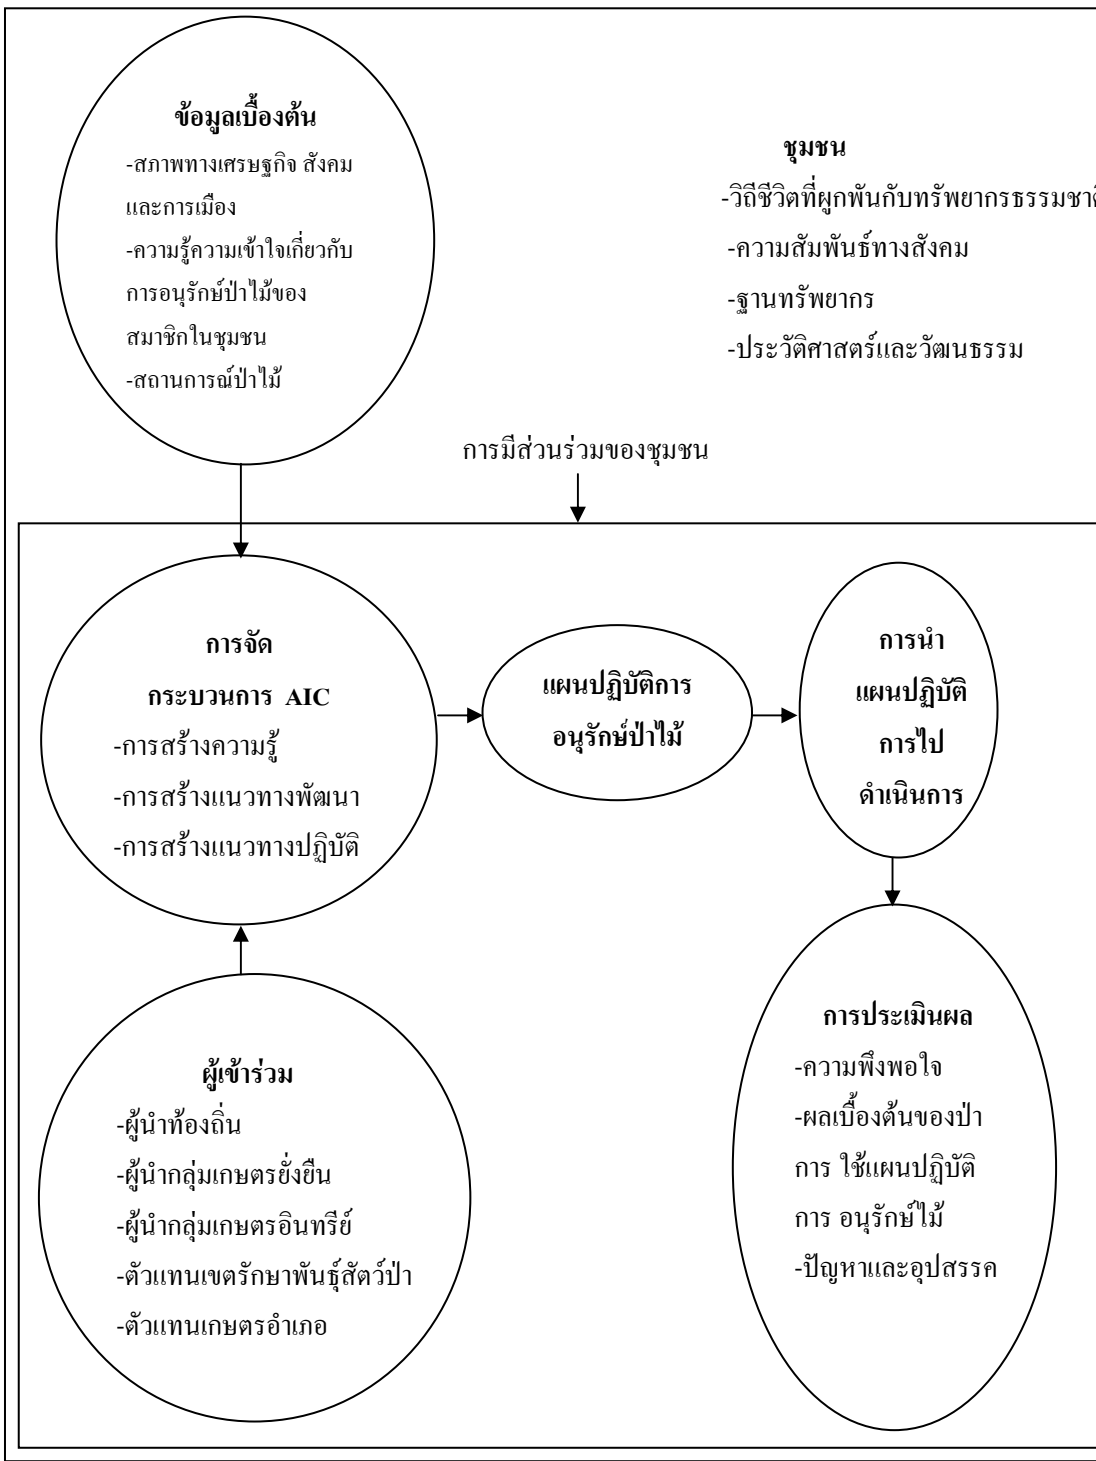 ข้อมูลเบื้องต้น
-สภาพทางเศรษฐกิจ สังคม
และการเมือง
-ความรู้ความเข้าใจเกี่ยวกับ
การอนุรักษ์ป่าไม้ของ
สมาชิกในชุมชน
-สถานการณ์ป่าไม้
ชุมชน
-วิถีชีวิตที่ผูกพันกับทรัพยากรธรรมชาติ
-ความสัมพันธ์ทางสังคม
-ฐานทรัพยากร
-ประวัติศาสตร์และวัฒนธรรม
การมีส่วนร่วมของชุมชน
การจัด
กระบวนการ AIC
-การสร้างความรู้
-การสร้างแนวทางพัฒนา
-การสร้างแนวทางปฏิบัติ
แผนปฏิบัติการ
อนุรักษ์ป่าไม้
การนำ
แผนปฏิบัติ
การไป
ดำเนินการ
ผู้เข้าร่วม
-ผู้นำท้องถิ่น
-ผู้นำกลุ่มเกษตรยั่งยืน
-ผู้นำกลุ่มเกษตรอินทรีย์
-ตัวแทนเขตรักษาพันธุ์สัตว์ป่า
-ตัวแทนเกษตรอำเภอ
การประเมินผล
-ความพึงพอใจ
-ผลเบื้องต้นของป่า
การ ใช้แผนปฏิบัติ
การ อนุรักษ์ไม้
-ปัญหาและอุปสรรค